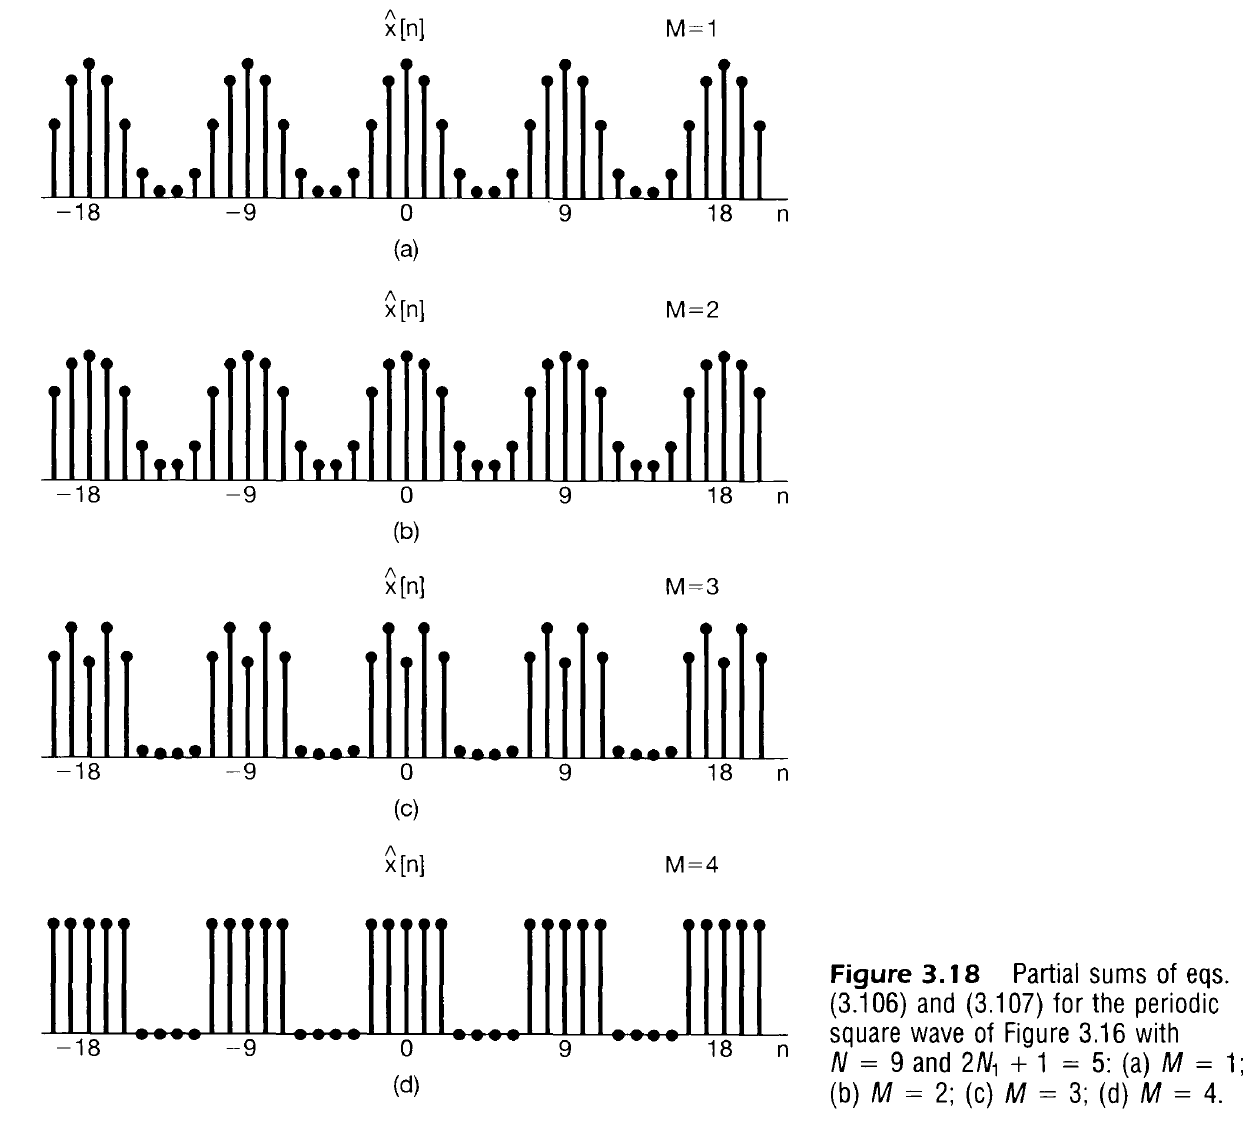 x̂[n] M=1
−18 −9 0 9 18 n
(a)
x̂[n] M=2
−18 −9 0 9 18 n
(b)
x̂[n] M=3
−18 −9 0 9 18 n
(c)
x̂[n] M=4
−18 −9 0 9 18 n
(d)
Figure 3.18 Partial sums of eqs.
(3.106) and (3.107) for the periodic
square wave of Figure 3.16 with
N = 9 and 2N₁ + 1 = 5: (a) M = 1;
(b) M = 2; (c) M = 3; (d) M = 4.